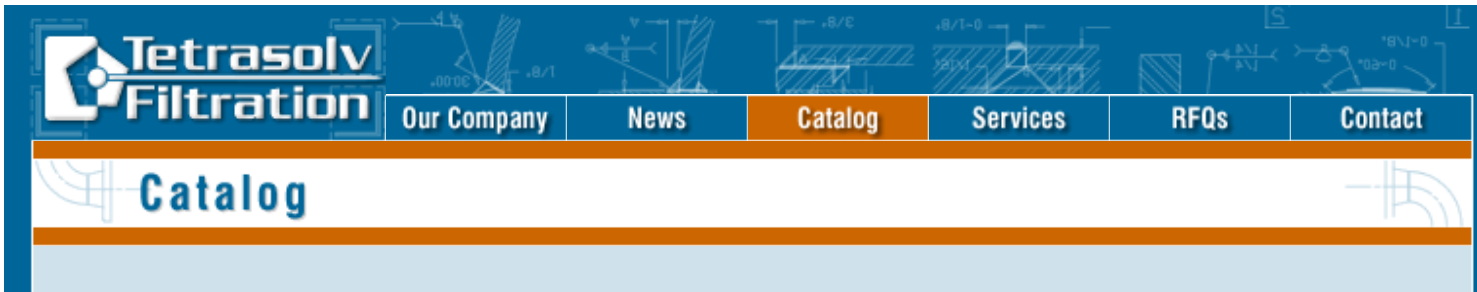 Tetrasolv
Filtration
Our Company News Catalog Services RFQs Contact
Catalog